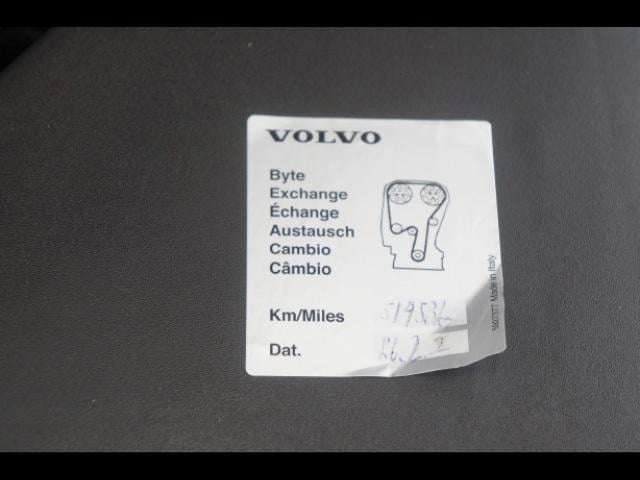 VOLVO
Byte
Exchange
Échange
Austausch
Cambio
Câmbio
Km/Miles
Dat.
Made in Italy